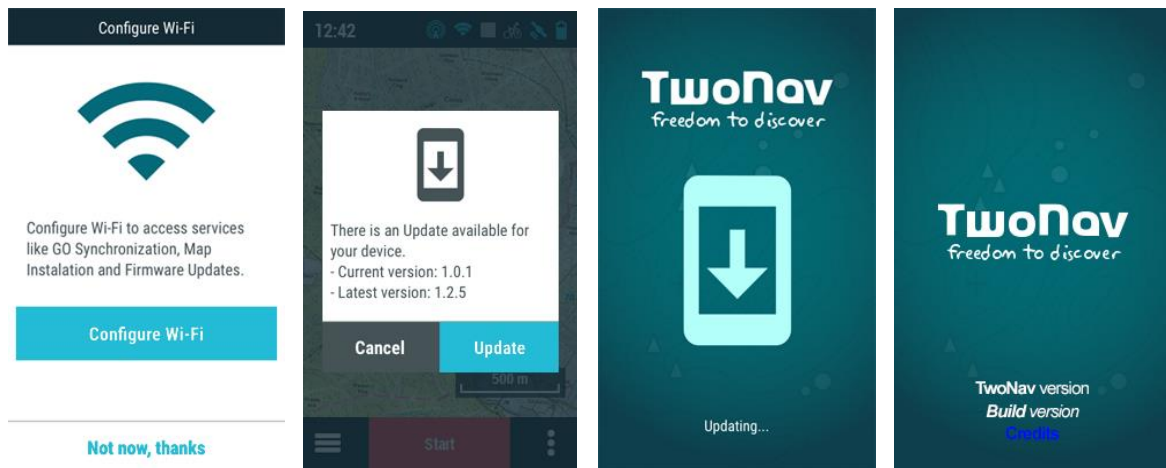 Configure Wi-Fi
Configure Wi-Fi to access services
like GO Synchronization, Map
Instalation and Firmware Updates.
Configure Wi-Fi
Not now, thanks
12:42
There is an Update available for
your device.
- Current version: 1.0.1
- Latest version: 1.2.5
Cancel
Update
500 m
Start
TwoNav
freedom to discover
Updating...
TwoNav
freedom to discover
TwoNav version
Build version
Credits